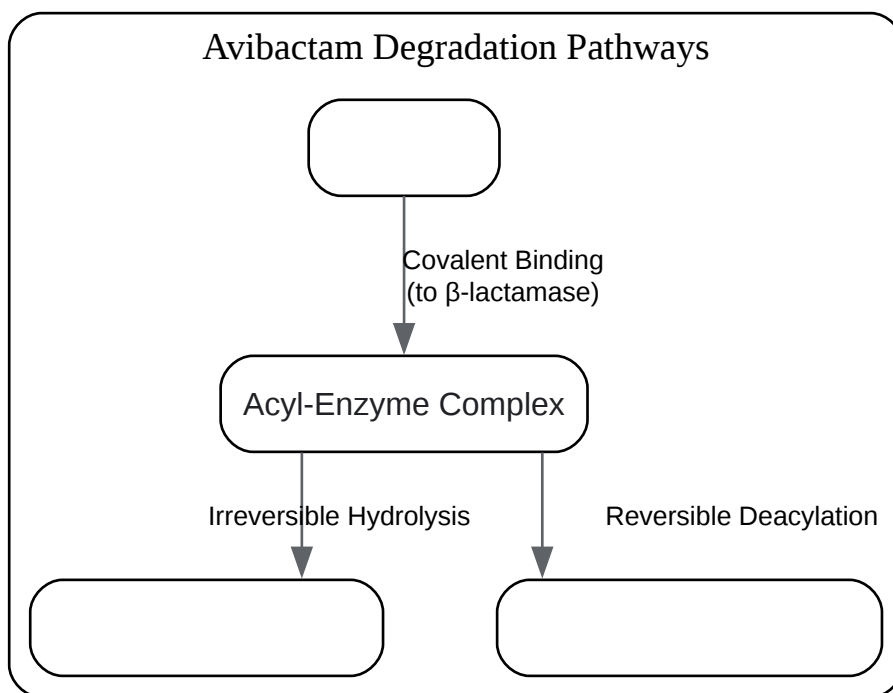 Avibactam Degradation Pathways
Covalent Binding
(to β-lactamase)
Acyl-Enzyme Complex
Irreversible Hydrolysis
Reversible Deacylation